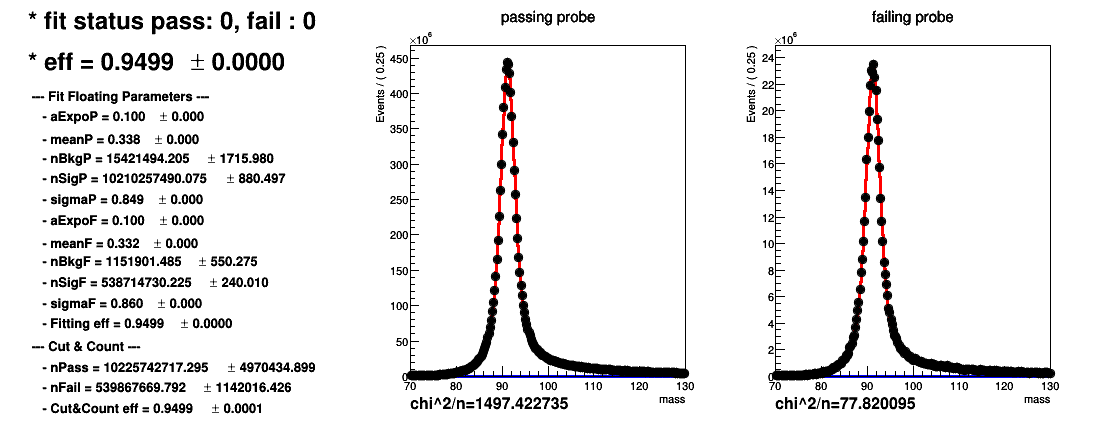 * fit status pass: 0, fail : 0
* eff = 0.9499 ± 0.0000
--- Fit Floating Parameters ---
- aExpoP = 0.100 ± 0.000
- meanP = 0.338 ± 0.000
- nBkgP = 15421494.205 ± 1715.980
- nSigP = 10210257490.075 ± 880.497
- sigmaP = 0.849 ± 0.000
- aExpoF = 0.100 ± 0.000
- meanF = 0.332 ± 0.000
- nBkgF = 1151901.485 ± 550.275
- nSigF = 538714730.225 ± 240.010
- sigmaF = 0.860 ± 0.000
- Fitting eff = 0.9499 ± 0.0000
--- Cut & Count ---
- nPass = 10225742717.295 ± 4970434.899
- nFail = 539867669.792 ± 1142016.426
- Cut&Count eff = 0.9499 ± 0.0001
passing probe
×10^6
Events / ( 0.25 )
450
400
350
300
250
200
150
100
50
0
70 80 90 100 110 120 130
mass
chi^2/n=1497.422735
failing probe
×10^6
Events / ( 0.25 )
24
22
20
18
16
14
12
10
8
6
4
2
0
70 80 90 100 110 120 130
mass
chi^2/n=77.820095